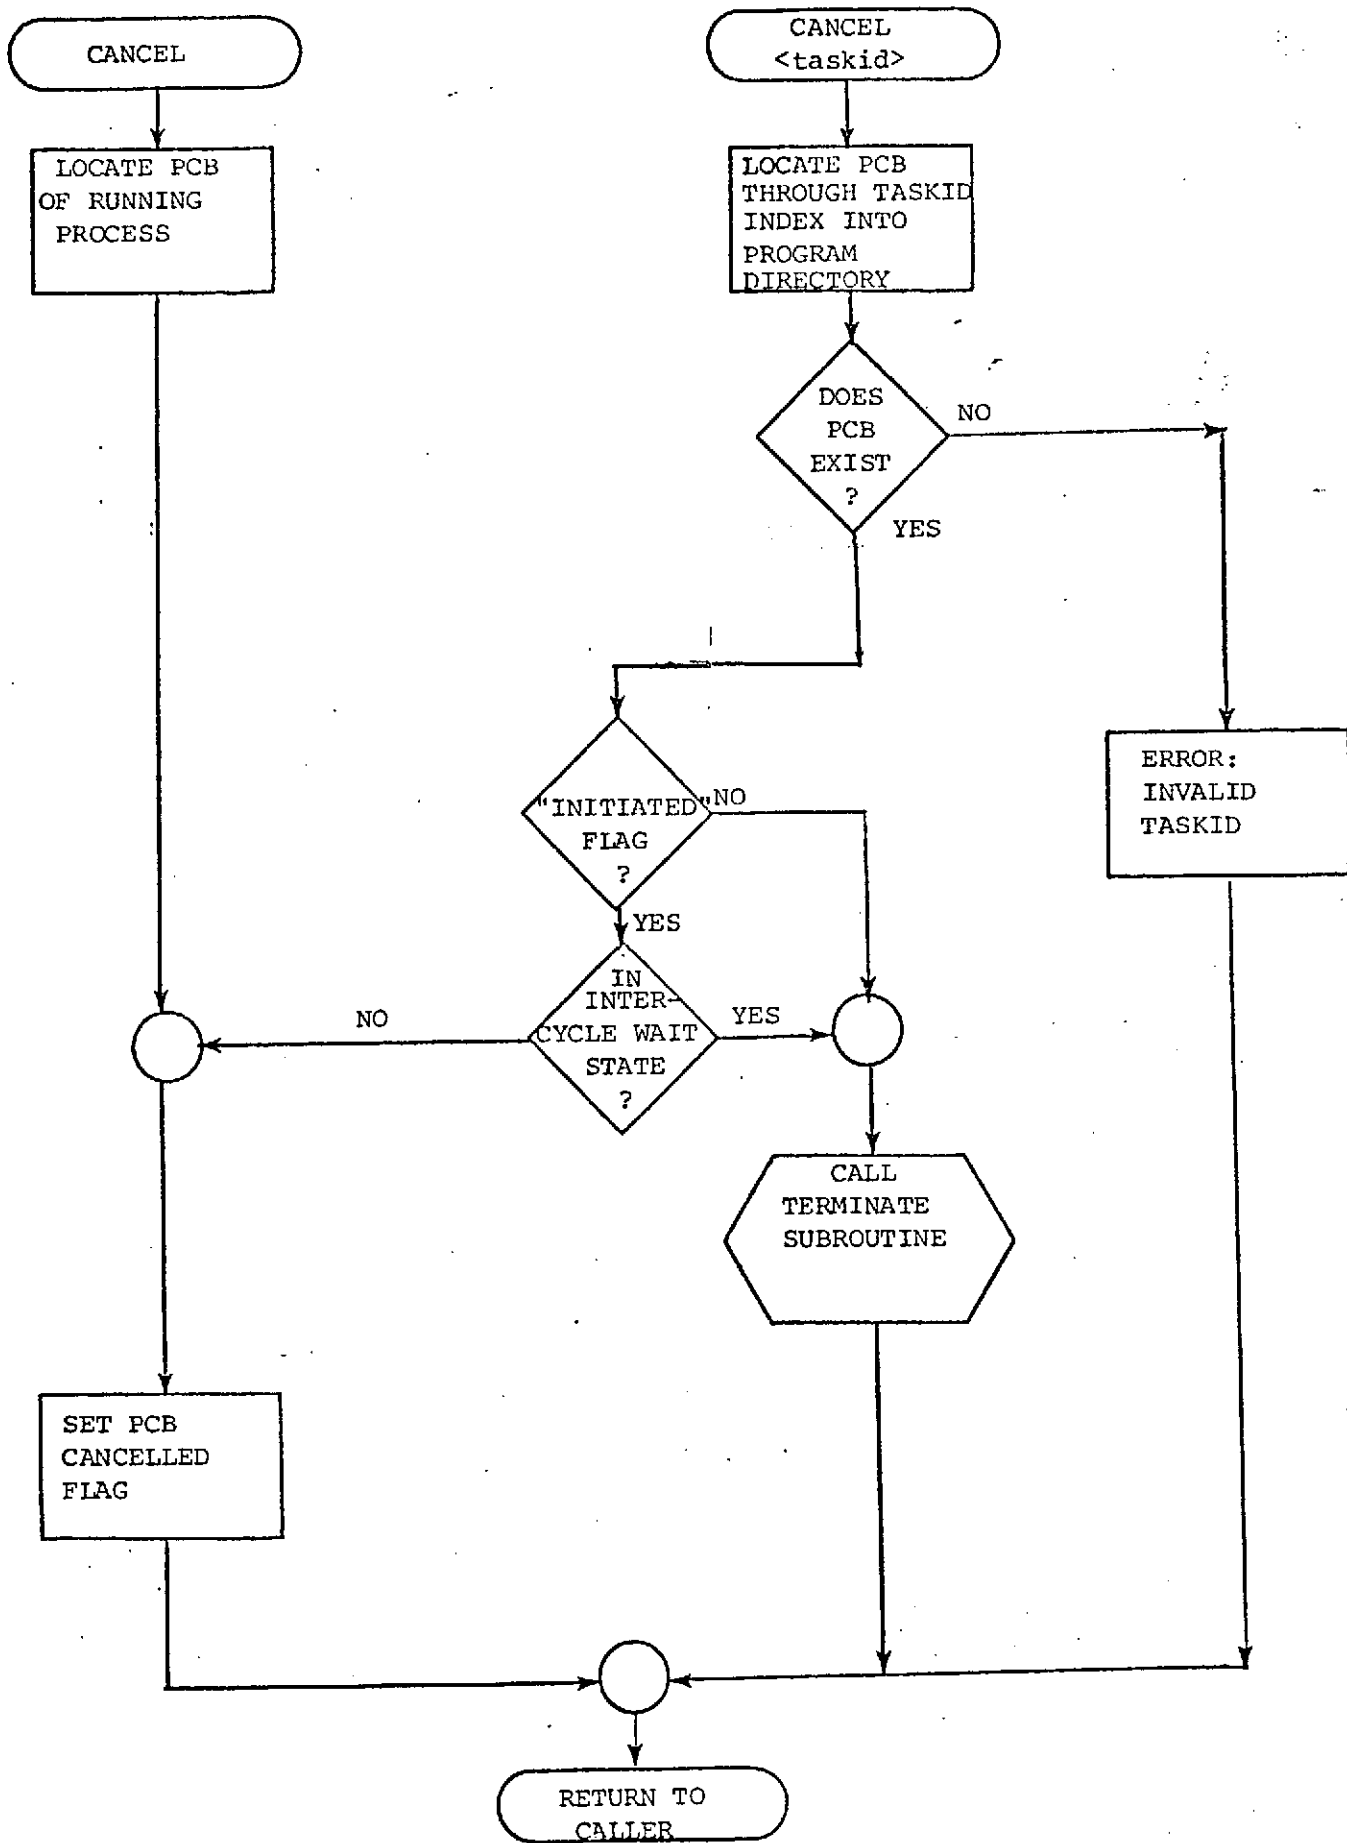 CANCEL
LOCATE PCB
OF RUNNING
PROCESS
CANCEL
<taskid>
LOCATE PCB
THROUGH TASKID
INDEX INTO
PROGRAM
DIRECTORY
DOES
PCB
EXIST
?
NO
YES
"INITIATED"
FLAG
?
NO
YES
ERROR:
INVALID
TASKID
IN
INTER-
CYCLE WAIT
STATE
?
NO
YES
CALL
TERMINATE
SUBROUTINE
SET PCB
CANCELLED
FLAG
RETURN TO
CALLER